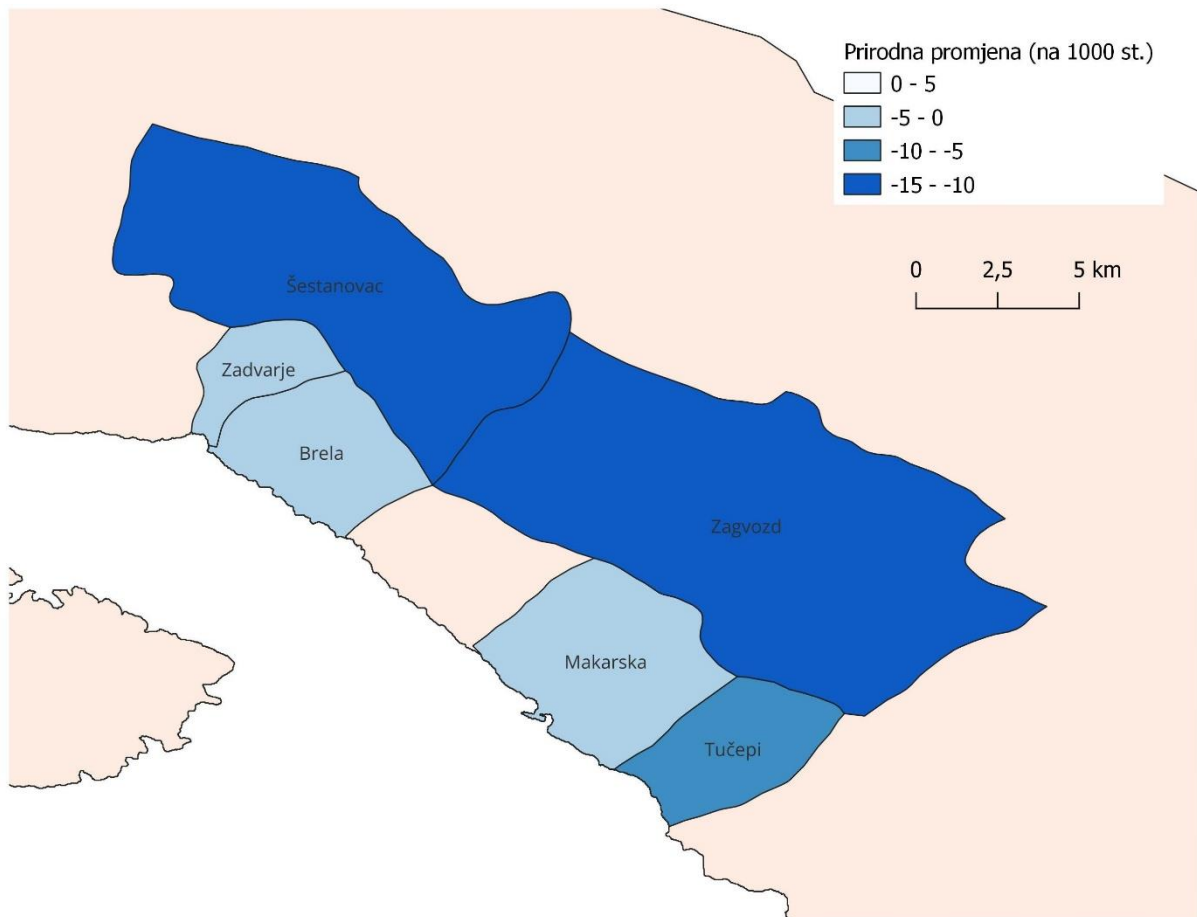 Prirodna promjena (na 1000 st.)
0 - 5
-5 - 0
-10 - -5
-15 - -10
0 2,5 5 km
Šestanovac
Zadvarje
Brela
Zagvozd
Makarska
Tučepi